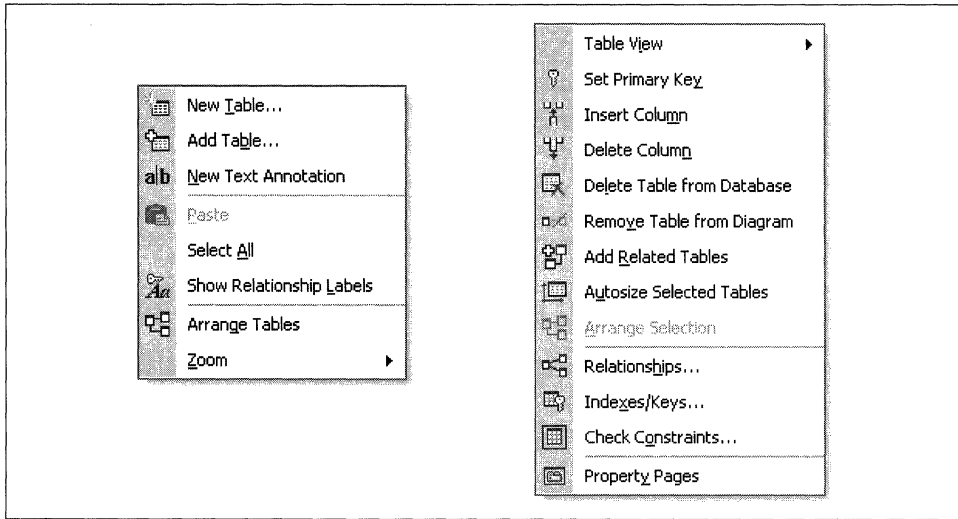 New Table...
Add Table...
ab New Text Annotation
Paste
Select All
Aa Show Relationship Labels
Arrange Tables
Zoom
Table View
Set Primary Key
Insert Column
Delete Column
Delete Table from Database
Remove Table from Diagram
Add Related Tables
Autosize Selected Tables
Arrange Selection
Relationships...
Indexes/Keys...
Check Constraints...
Property Pages